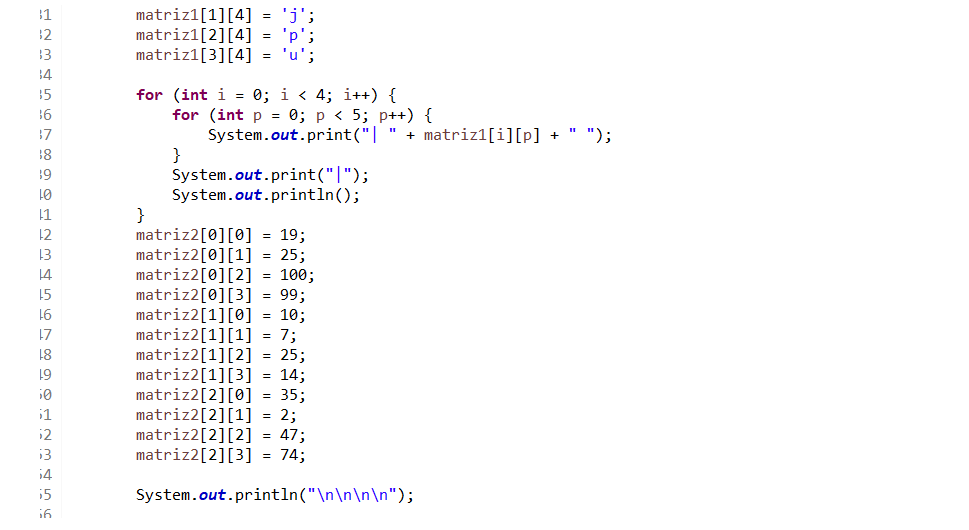 31 matriz1[1][4] = 'j';
32 matriz1[2][4] = 'p';
33 matriz1[3][4] = 'u';
34
35 for (int i = 0; i < 4; i++) {
36 for (int p = 0; p < 5; p++) {
37 System.out.print("| " + matriz1[i][p] + " ");
38 }
39 System.out.print("|");
40 System.out.println();
41 }
42 matriz2[0][0] = 19;
43 matriz2[0][1] = 25;
44 matriz2[0][2] = 100;
45 matriz2[0][3] = 99;
46 matriz2[1][0] = 10;
47 matriz2[1][1] = 7;
48 matriz2[1][2] = 25;
49 matriz2[1][3] = 14;
50 matriz2[2][0] = 35;
51 matriz2[2][1] = 2;
52 matriz2[2][2] = 47;
53 matriz2[2][3] = 74;
54
55 System.out.println("\n\n\n\n");
56